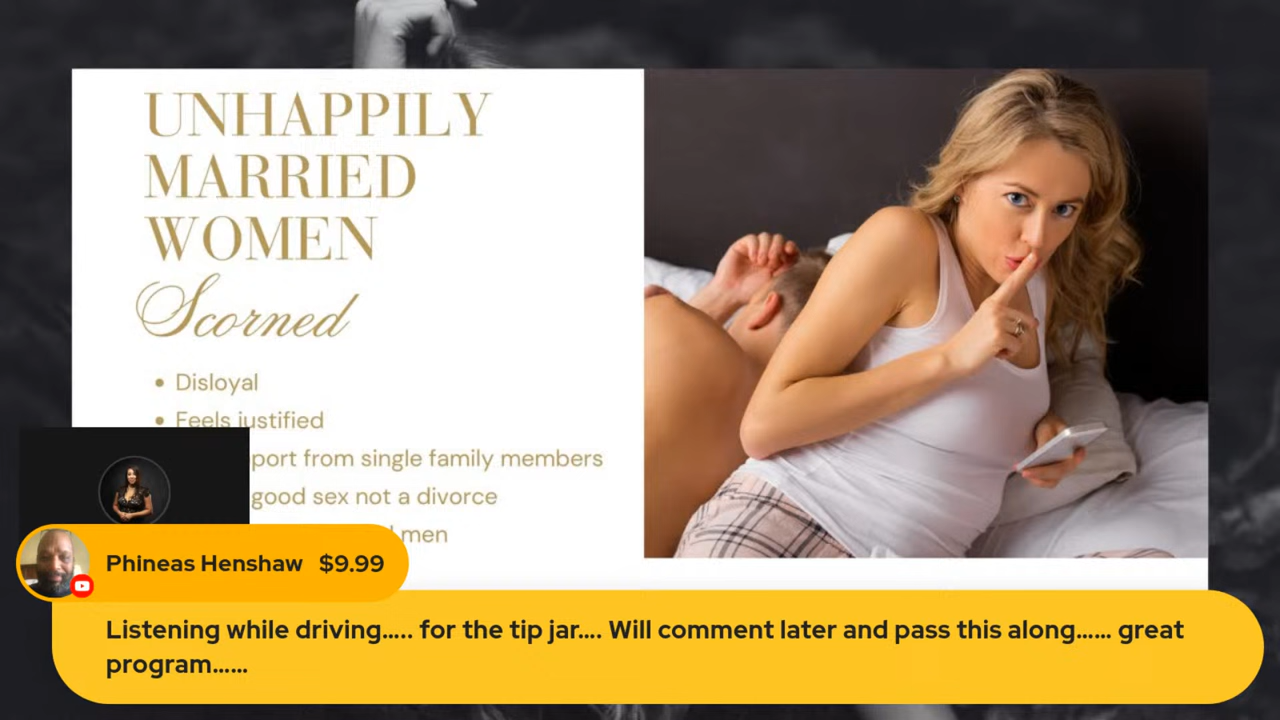 UNHAPPILY
MARRIED
WOMEN
Scorned
• Disloyal
• Feels justified
port from single family members
good sex not a divorce
men
Phineas Henshaw $9.99
Listening while driving..... for the tip jar.... Will comment later and pass this along...... great
program......